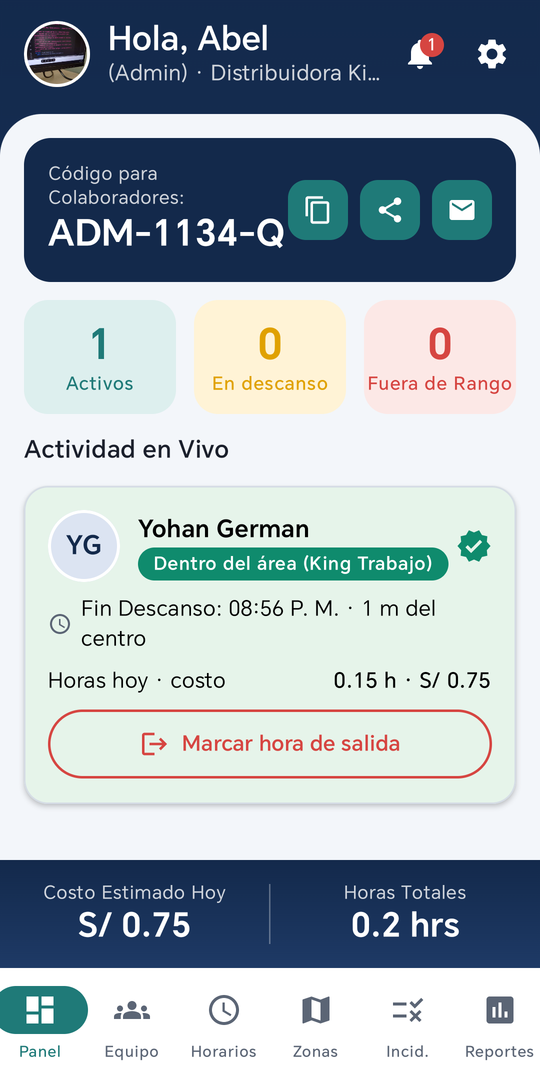 Hola, Abel
(Admin) · Distribuidora Ki...
1
Código para
Colaboradores:
ADM-1134-Q
1
Activos
0
En descanso
0
Fuera de Rango
Actividad en Vivo
YG
Yohan German
Dentro del área (King Trabajo)
Fin Descanso: 08:56 P. M. · 1 m del
centro
Horas hoy · costo
0.15 h · S/ 0.75
Marcar hora de salida
Costo Estimado Hoy
S/ 0.75
Horas Totales
0.2 hrs
Panel
Equipo
Horarios
Zonas
Incid.
Reportes